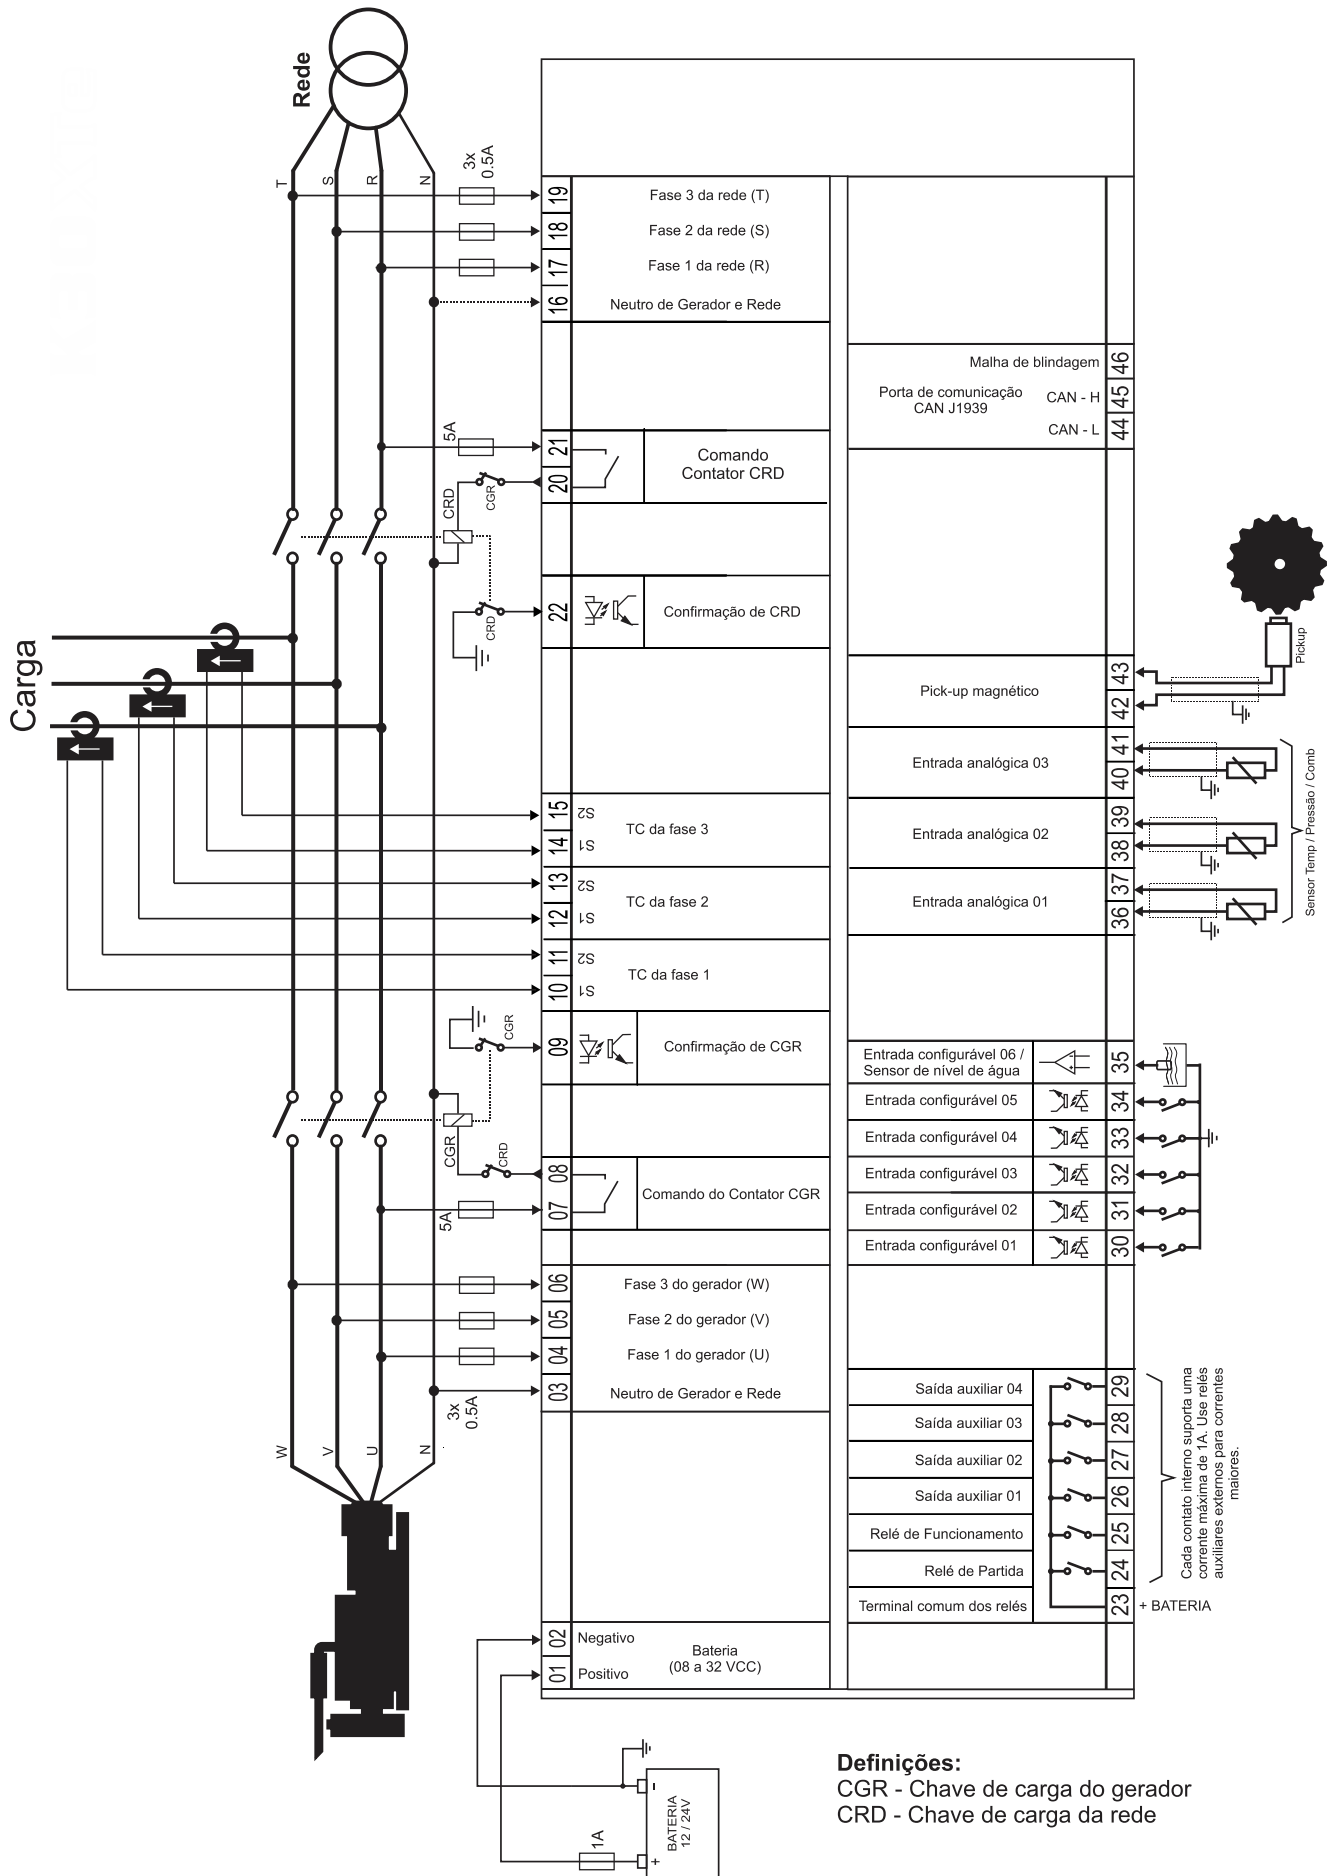 Rede
T
S
R
N
3x
0.5A
19
Fase 3 da rede (T)
18
Fase 2 da rede (S)
17
Fase 1 da rede (R)
16
Neutro de Gerador e Rede
5A
21
20
Comando
Contator CRD
CRD
CGR
22
Confirmação de CRD
CRD
Carga
15
S2
14
S1
TC da fase 3
13
S2
12
S1
TC da fase 2
11
S2
10
S1
TC da fase 1
CGR
09
Confirmação de CGR
CGR
CRD
08
07
Comando do Contator CGR
5A
06
Fase 3 do gerador (W)
05
Fase 2 do gerador (V)
04
Fase 1 do gerador (U)
03
Neutro de Gerador e Rede
3x
0.5A
W
V
U
N
02
Negativo
01
Positivo
Bateria
(08 a 32 VCC)
1A
BATERIA
12 / 24V
-
+
Malha de blindagem
46
Porta de comunicação
CAN J1939
CAN - H
45
CAN - L
44
Pick-up magnético
43
42
Pickup
Entrada analógica 03
41
40
Entrada analógica 02
39
38
Entrada analógica 01
37
36
Sensor Temp / Pressão / Comb
Entrada configurável 06 /
Sensor de nível de água
35
Entrada configurável 05
34
Entrada configurável 04
33
Entrada configurável 03
32
Entrada configurável 02
31
Entrada configurável 01
30
Saída auxiliar 04
29
Saída auxiliar 03
28
Saída auxiliar 02
27
Saída auxiliar 01
26
Relé de Funcionamento
25
Relé de Partida
24
Terminal comum dos relés
23
+ BATERIA
Cada contato interno suporta uma
corrente máxima de 1A. Use relés
auxiliares externos para correntes
maiores.
Definições:
CGR - Chave de carga do gerador
CRD - Chave de carga da rede